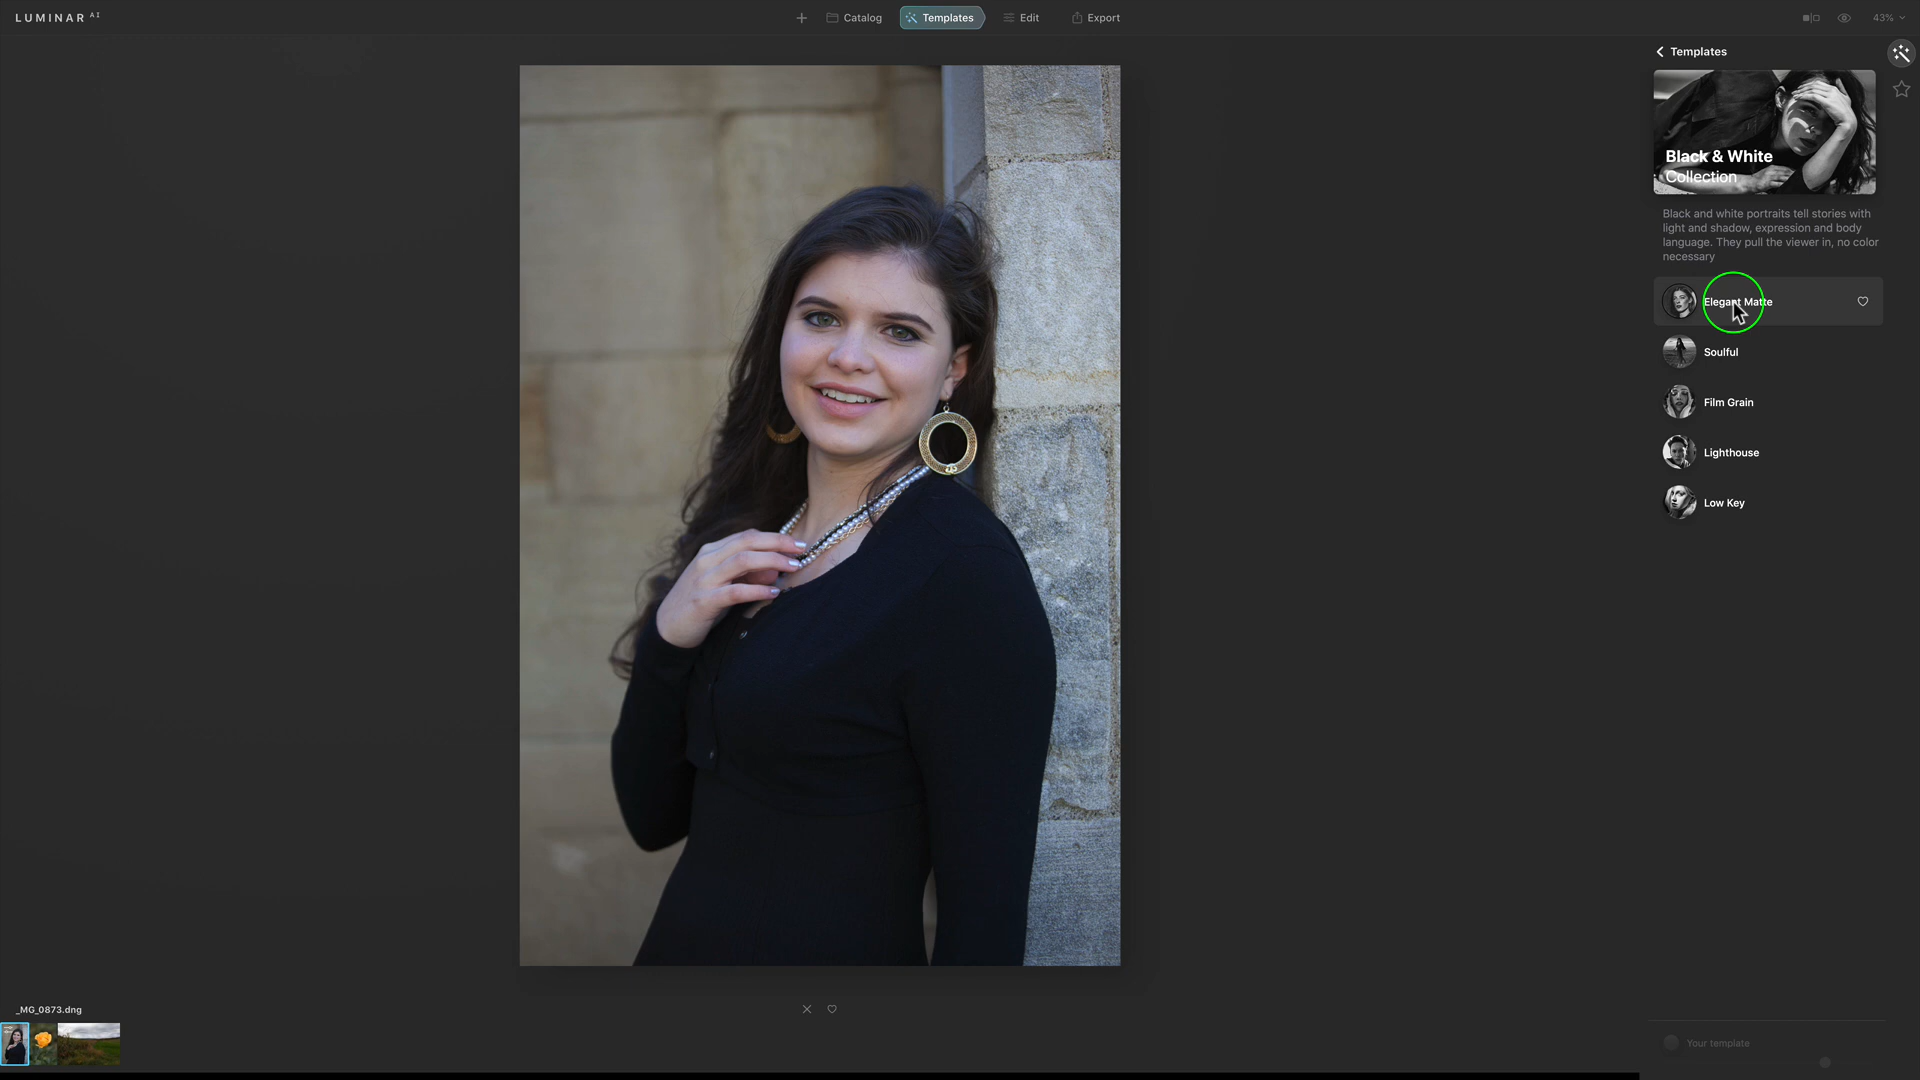 LUMINAR AI
Catalog
Templates
Edit
Export
43%
Templates
Black & White
Collection
Black and white portraits tell stories with
light and shadow, expression and body
language. They pull the viewer in, no color
necessary
Elegant Matte
Soulful
Film Grain
Lighthouse
Low Key
_MG_0873.dng
Your template